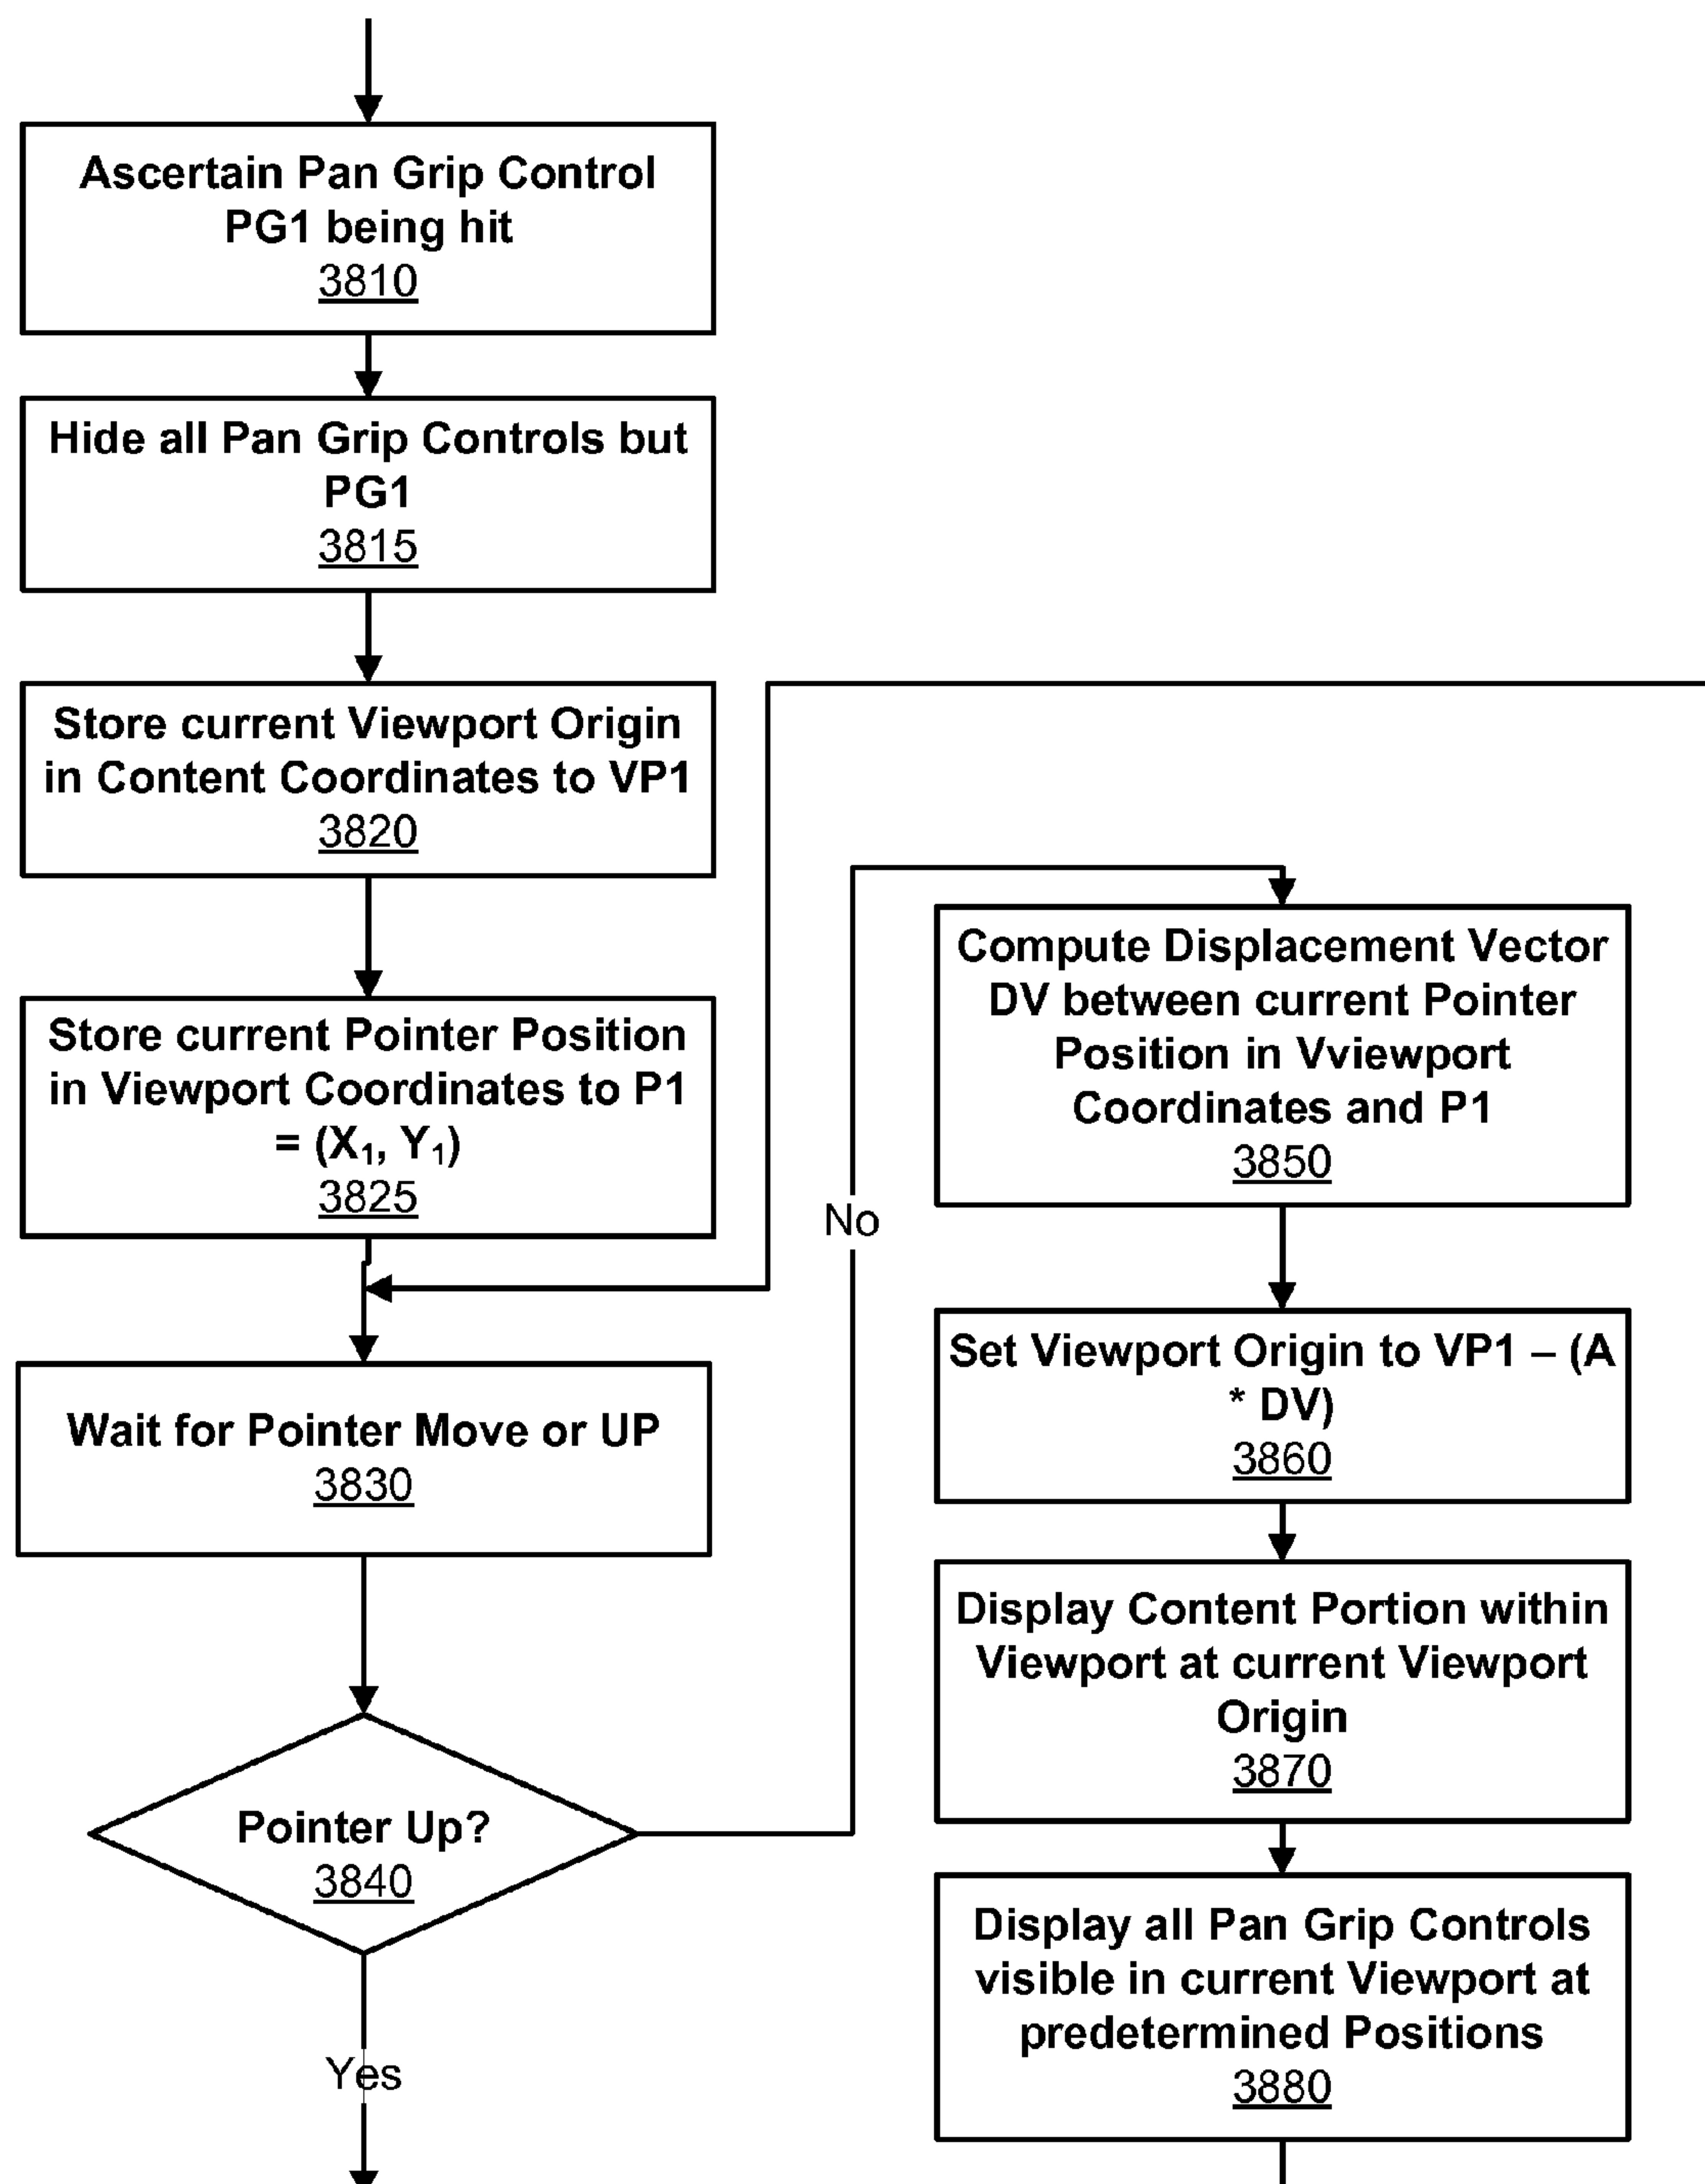 Ascertain Pan Grip Control
PG1 being hit
3810
Hide all Pan Grip Controls but
PG1
3815
Store current Viewport Origin
in Content Coordinates to VP1
3820
Store current Pointer Position
in Viewport Coordinates to P1
= (X₁, Y₁)
3825
Wait for Pointer Move or UP
3830
Pointer Up?
3840
Yes
No
Compute Displacement Vector
DV between current Pointer
Position in Vviewport
Coordinates and P1
3850
Set Viewport Origin to VP1 – (A
* DV)
3860
Display Content Portion within
Viewport at current Viewport
Origin
3870
Display all Pan Grip Controls
visible in current Viewport at
predetermined Positions
3880